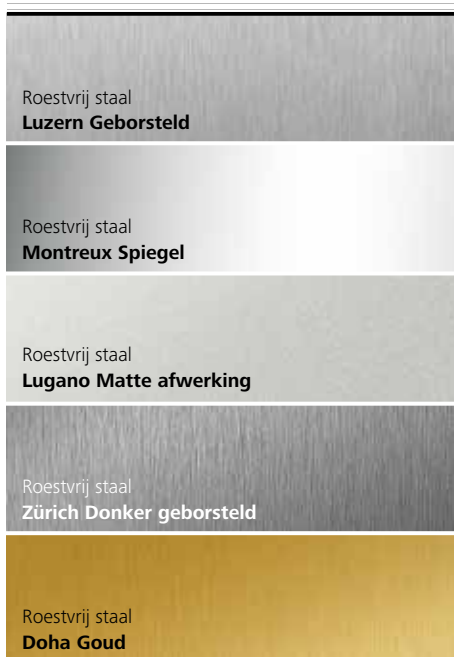 Roestvrij staal
Luzern Geborsteld
Roestvrij staal
Montreux Spiegel
Roestvrij staal
Lugano Matte afwerking
Roestvrij staal
Zürich Donker geborsteld
Roestvrij staal
Doha Goud